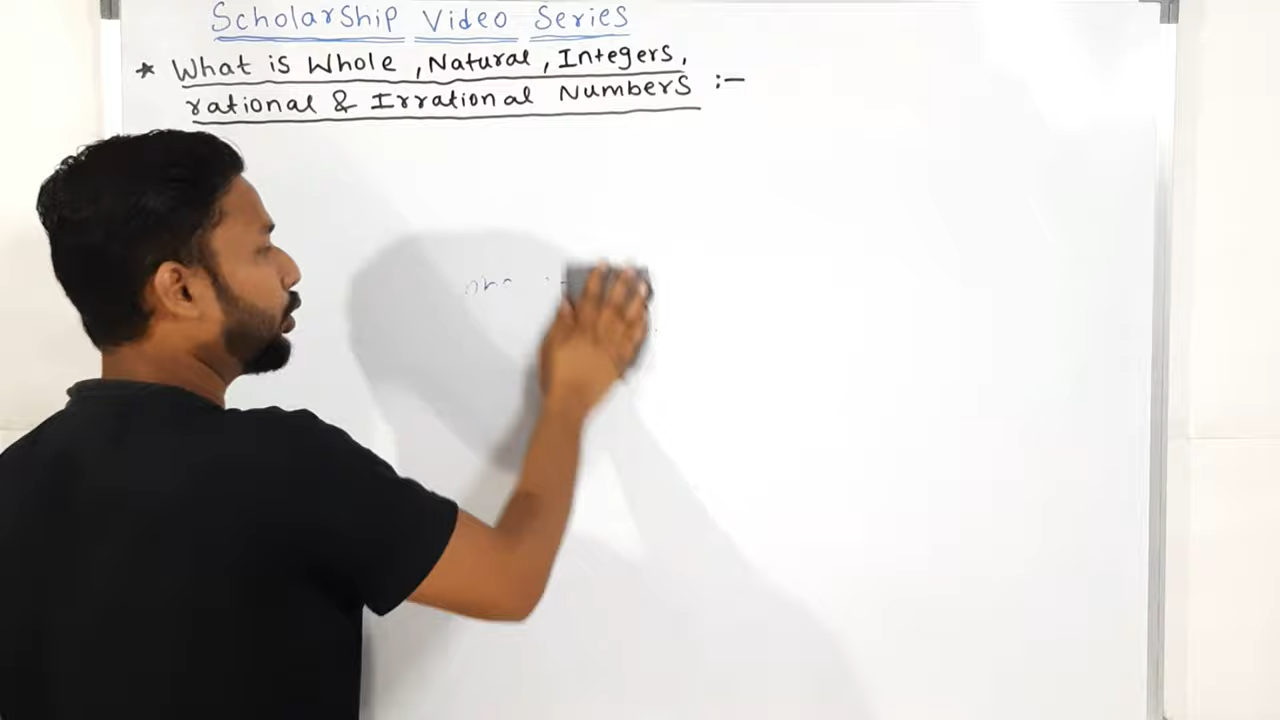 Scholarship Video Series
* What is Whole , Natural , Integers,
rational & Irrational Numbers :-